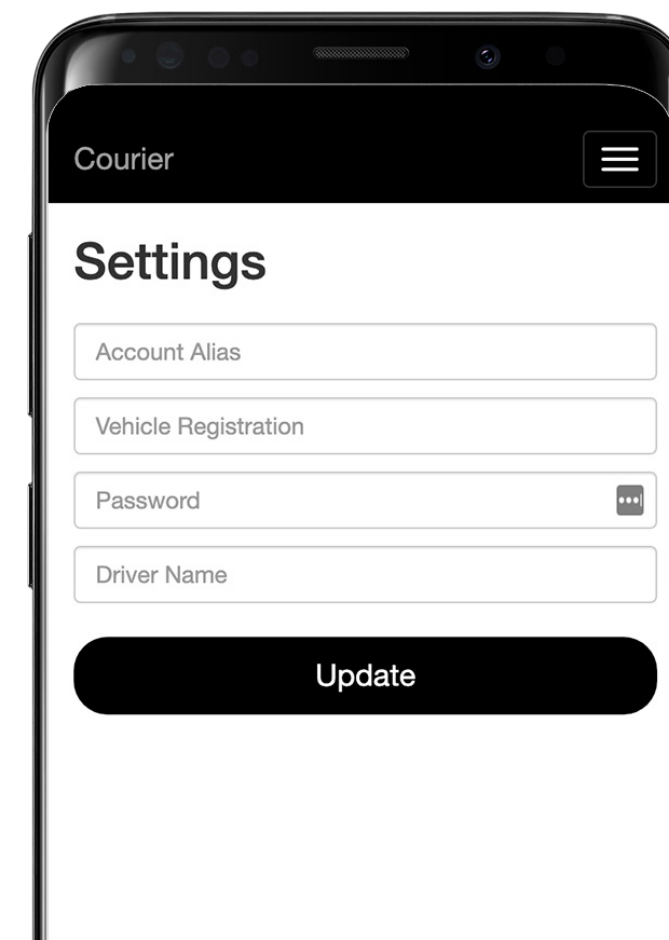 Courier
Settings
Account Alias
Vehicle Registration
Password
Driver Name
Update